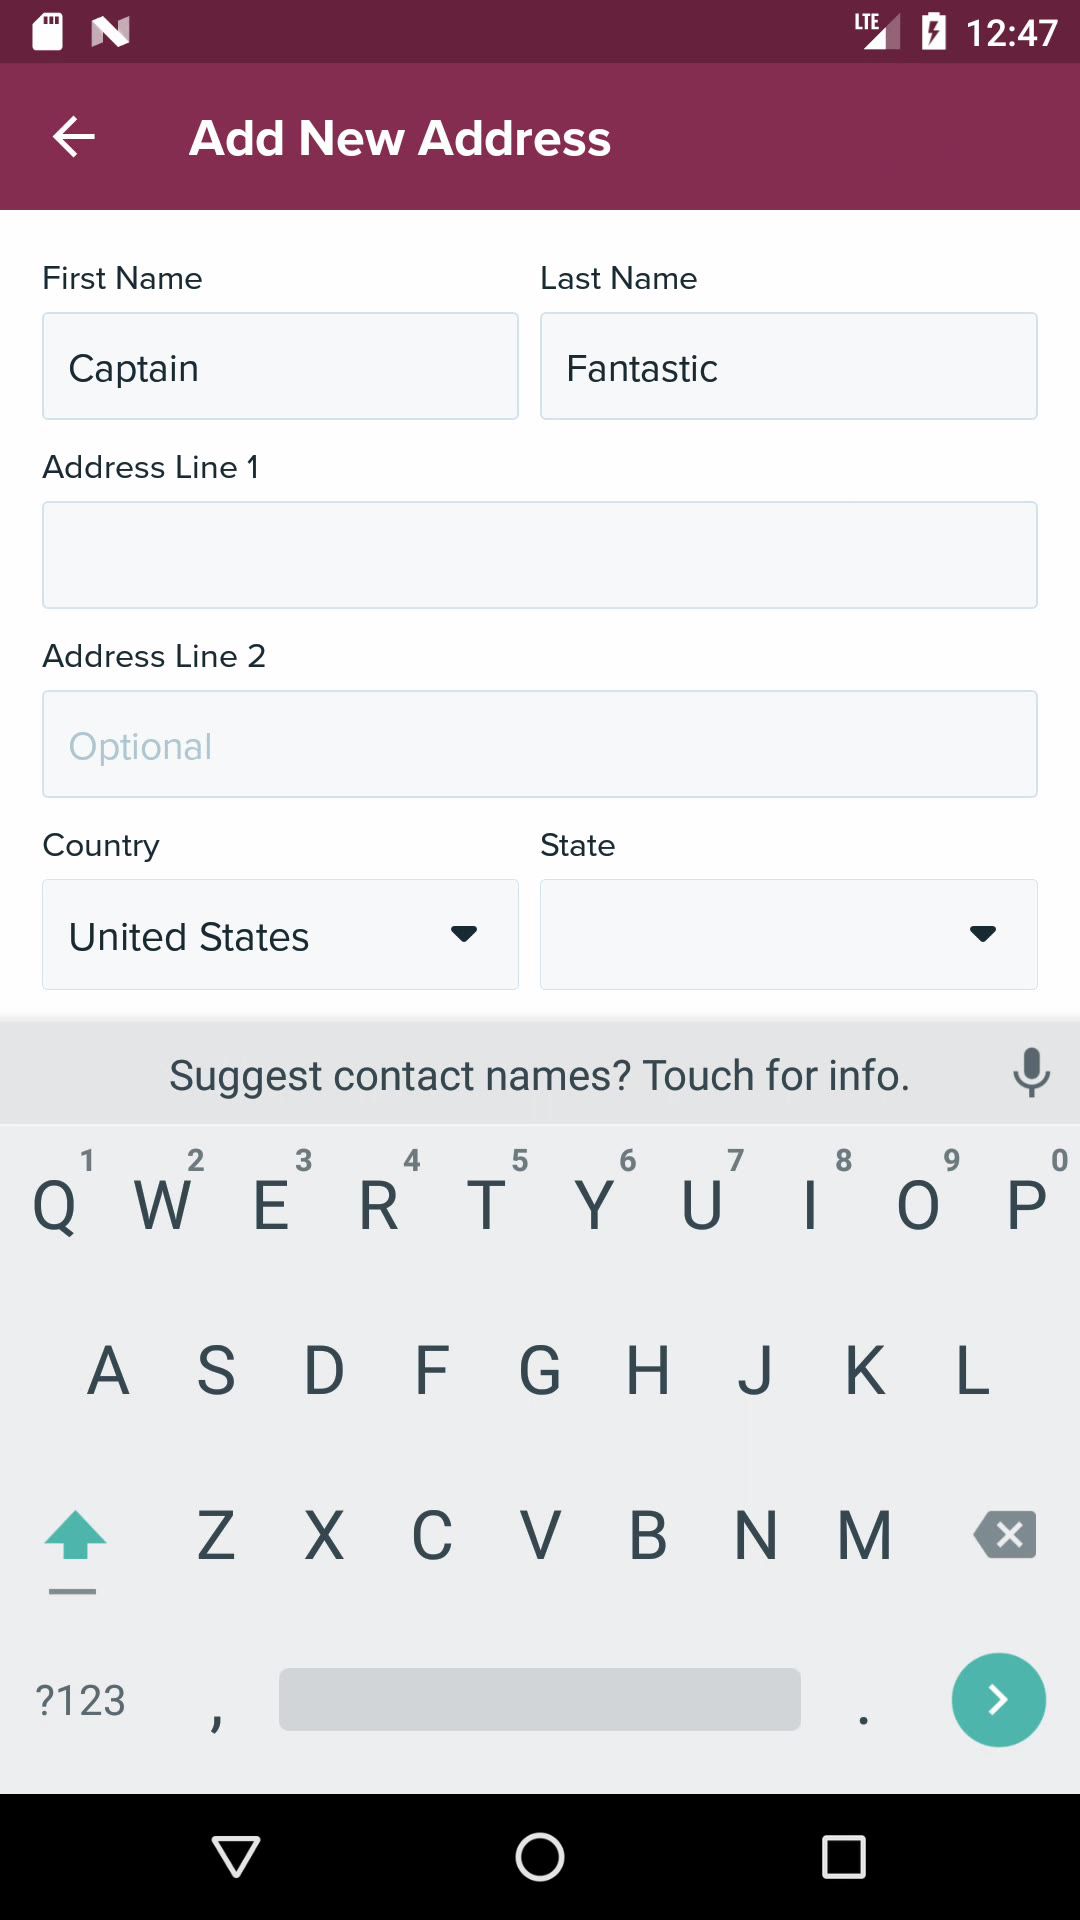 LTE 12:47
Add New Address
First Name Last Name
Captain Fantastic
Address Line 1
Address Line 2
Optional
Country State
United States
Suggest contact names? Touch for info.
1 2 3 4 5 6 7 8 9 0
Q W E R T Y U I O P
A S D F G H J K L
Z X C V B N M
?123 , .